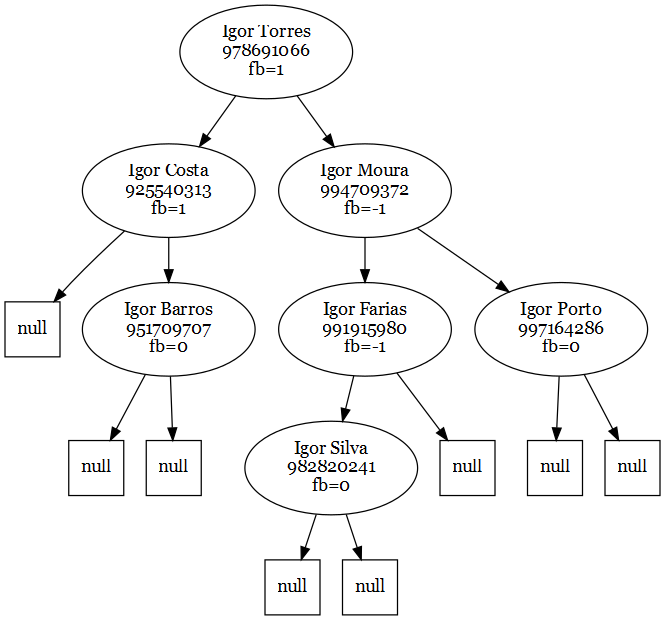 Igor Torres
978691066
fb=1
Igor Costa
925540313
fb=1
Igor Moura
994709372
fb=-1
null
Igor Barros
951709707
fb=0
Igor Farias
991915980
fb=-1
Igor Porto
997164286
fb=0
null
null
Igor Silva
982820241
fb=0
null
null
null
null
null